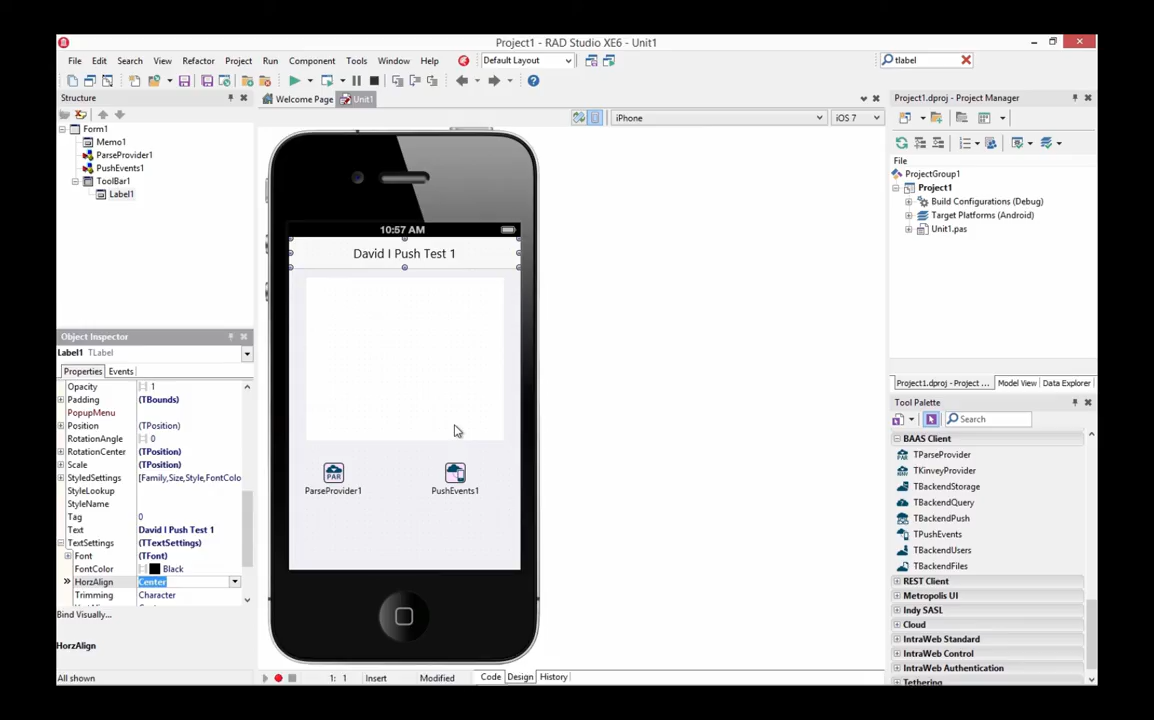 Project1 - RAD Studio XE6 - Unit1
File Edit Search View Refactor Project Run Component Tools Window Help
Default Layout
tlabel
Structure
Welcome Page
Unit1
Project1.dproj - Project Manager
iPhone
iOS 7
Form1
Memo1
ParseProvider1
PushEvents1
ToolBar1
Label1
File
ProjectGroup1
Project1
Build Configurations (Debug)
Target Platforms (Android)
Unit1.pas
10:57 AM
David I Push Test 1
PAR
ParseProvider1
PushEvents1
Object Inspector
Label1 TLabel
Properties Events
Opacity 1
Padding (TBounds)
PopupMenu
Position (TPosition)
RotationAngle 0
RotationCenter (TPosition)
Scale (TPosition)
StyledSettings [Family,Size,Style,FontColo
StyleLookup
StyleName
Tag 0
Text David I Push Test 1
TextSettings (TTextSettings)
Font (TFont)
FontColor Black
HorzAlign Center
Trimming Character
Bind Visually...
HorzAlign
All shown
1: 1 Insert Modified Code Design History
Project1.dproj - Project ... Model View Data Explorer
Tool Palette
Search
BAAS Client
TParseProvider
TKinveyProvider
TBackendStorage
TBackendQuery
TBackendPush
TPushEvents
TBackendUsers
TBackendFiles
REST Client
Metropolis UI
Indy SASL
Cloud
IntraWeb Standard
IntraWeb Control
IntraWeb Authentication
Tethering